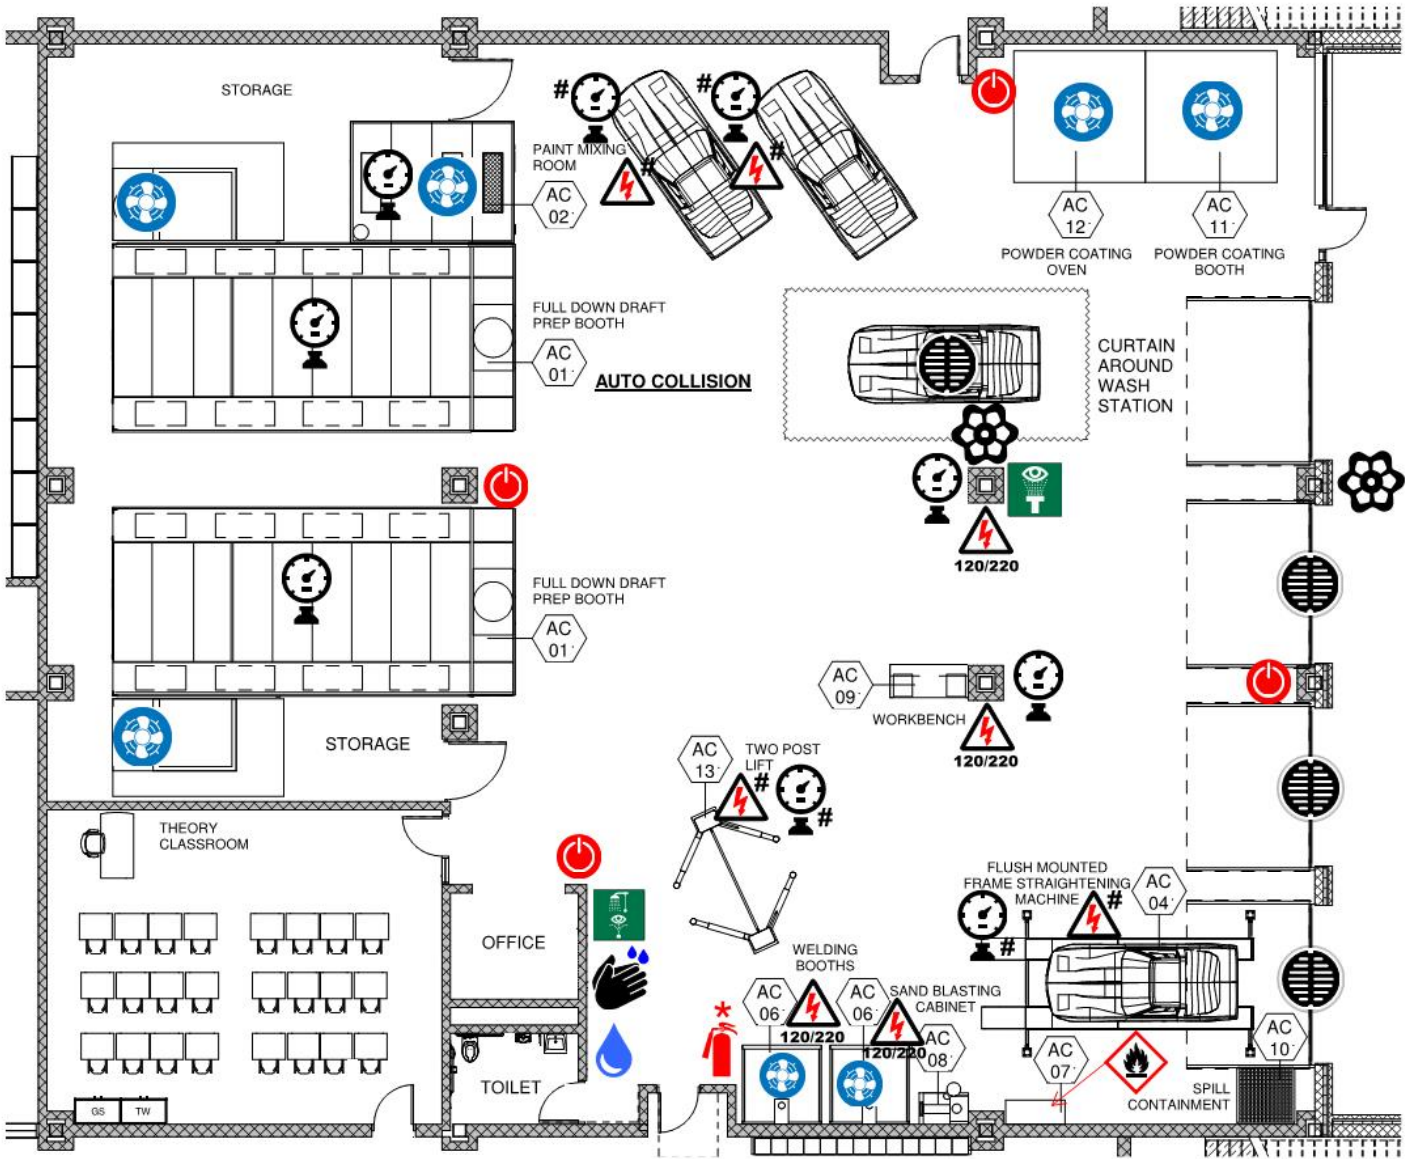 STORAGE
#
#
PAINT MIXING
ROOM
#
#
AC
02
AC
12
AC
11
POWDER COATING
OVEN
POWDER COATING
BOOTH
FULL DOWN DRAFT
PREP BOOTH
AC
01
AUTO COLLISION
CURTAIN
AROUND
WASH
STATION
120/220
FULL DOWN DRAFT
PREP BOOTH
AC
01
AC
09
WORKBENCH
120/220
STORAGE
AC
13
TWO POST
LIFT
#
#
THEORY
CLASSROOM
FLUSH MOUNTED
FRAME STRAIGHTENING
MACHINE
AC
04
#
#
OFFICE
WELDING
BOOTHS
AC
06
AC
06
SAND BLASTING
CABINET
*
120/220
120/220
AC
08
AC
07
AC
10
TOILET
SPILL
CONTAINMENT
GS
TW